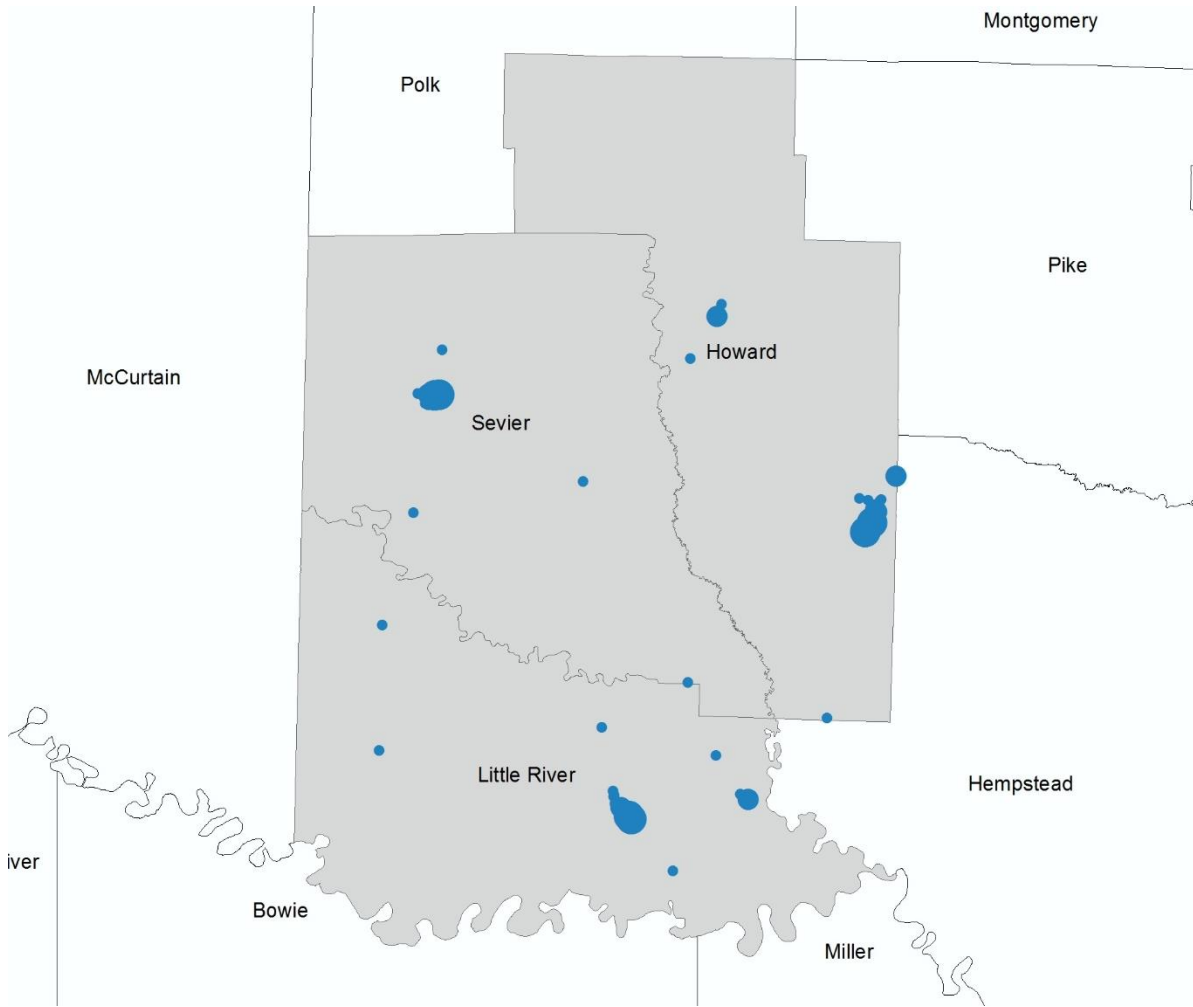 Montgomery
Polk
Pike
Howard
McCurtain
Sevier
Little River
Hempstead
iver
Bowie
Miller